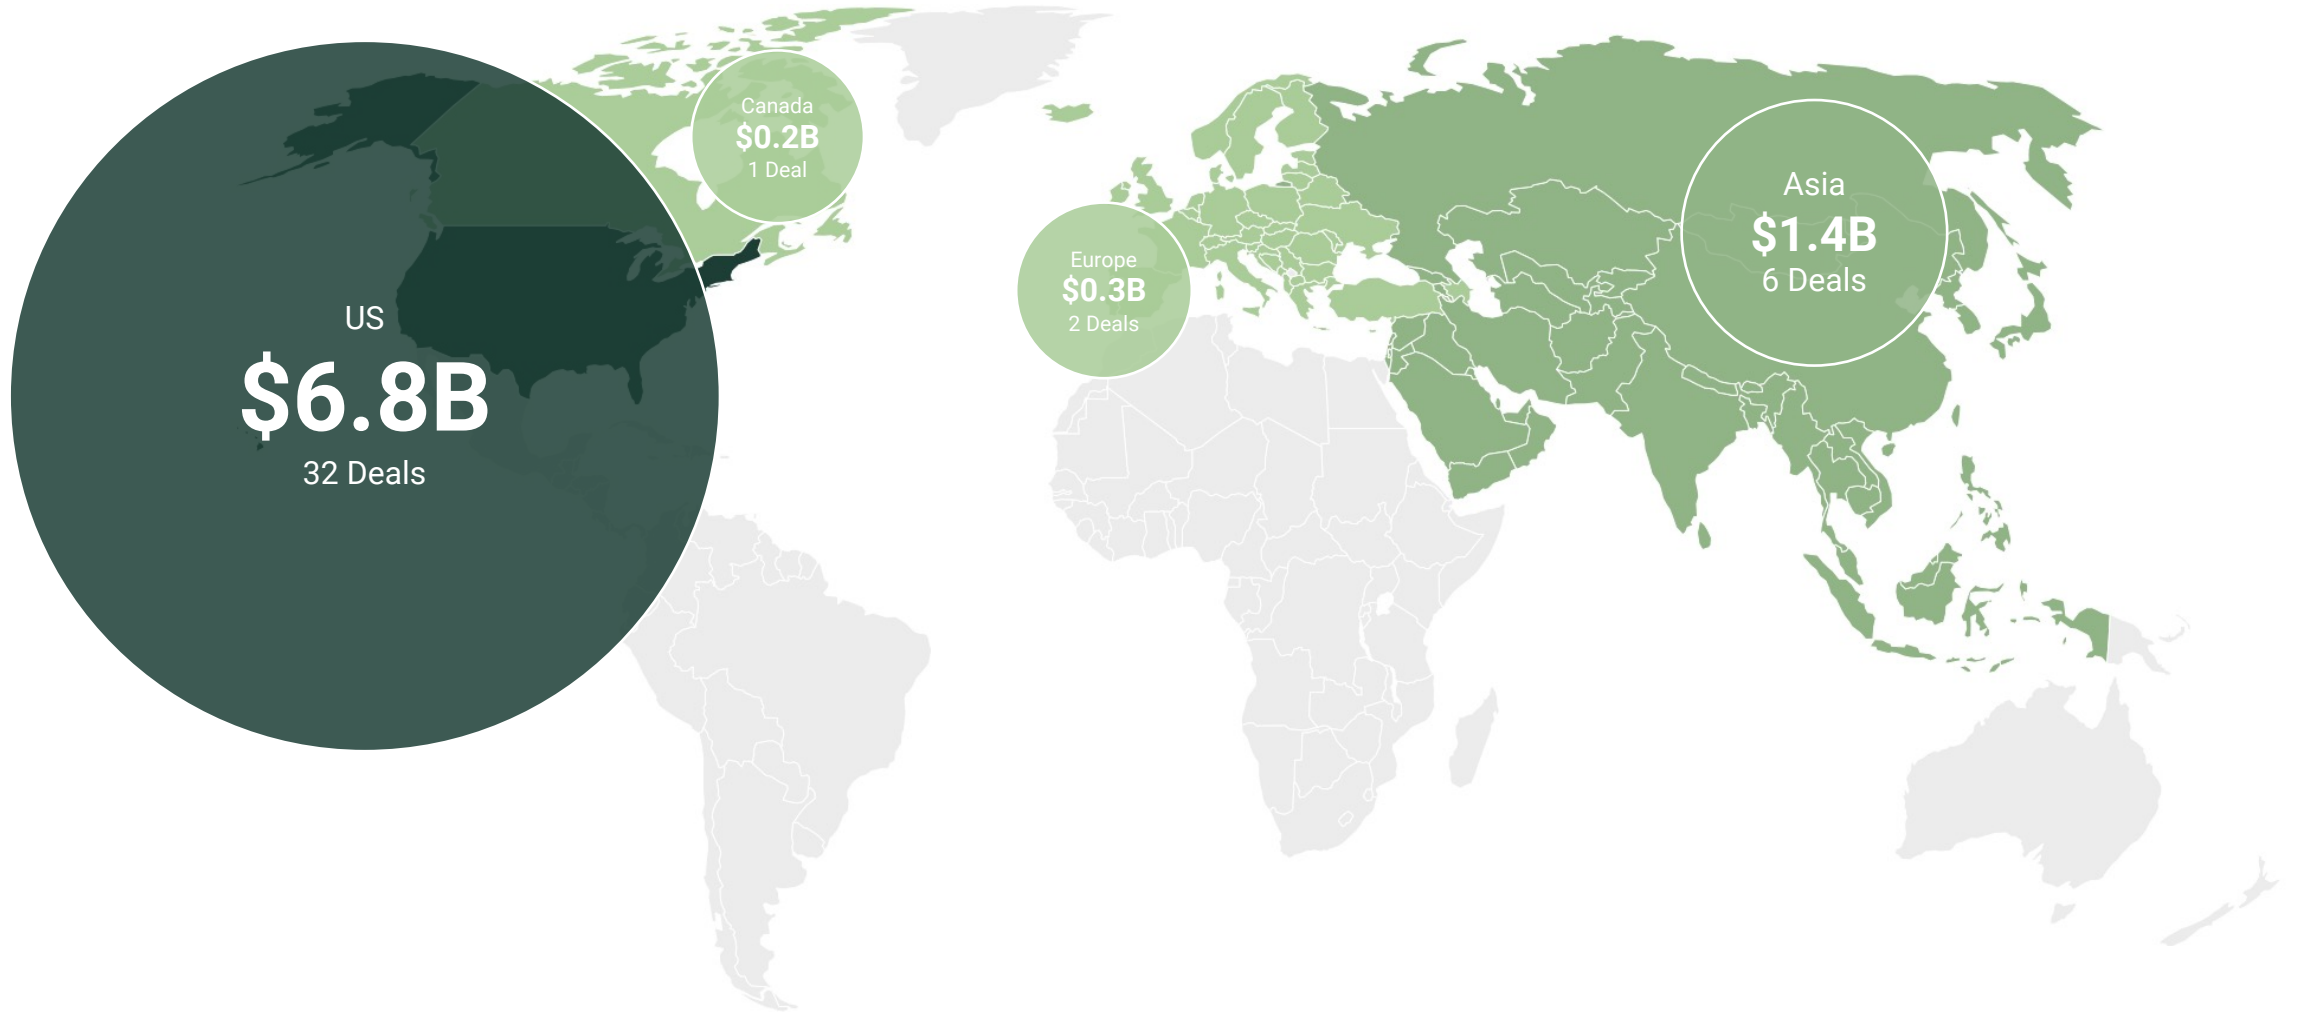 US
$6.8B
32 Deals
Canada
$0.2B
1 Deal
Europe
$0.3B
2 Deals
Asia
$1.4B
6 Deals